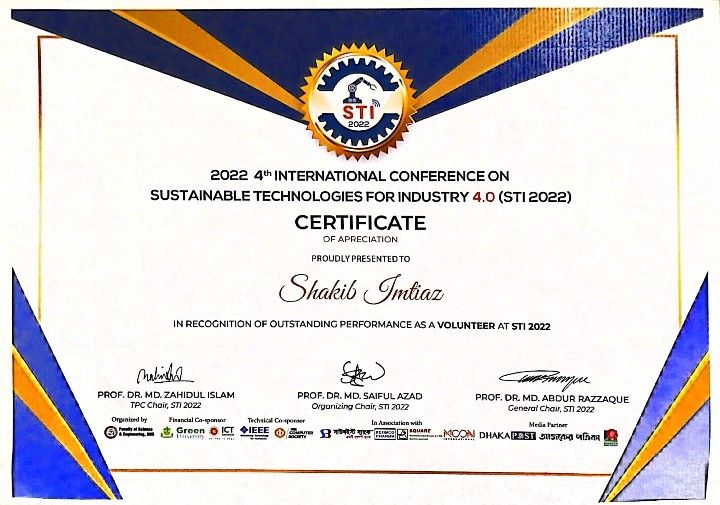 STI
2022
2022 4th INTERNATIONAL CONFERENCE ON
SUSTAINABLE TECHNOLOGIES FOR INDUSTRY 4.0 (STI 2022)
CERTIFICATE
OF APRECIATION
PROUDLY PRESENTED TO
Shakib Imtiaz
IN RECOGNITION OF OUTSTANDING PERFORMANCE AS A VOLUNTEER AT STI 2022
PROF. DR. MD. ZAHIDUL ISLAM
TPC Chair, STI 2022
PROF. DR. MD. SAIFUL AZAD
Organizing Chair, STI 2022
PROF. DR. MD. ABDUR RAZZAQUE
General Chair, STI 2022
Organized by
Faculty of Science
& Engineering, GUB
Financial Co-sponsor
Green
University
ICT
Technical Co-sponsor
IEEE
COMPUTER
SOCIETY
In Association with
SQUARE
MOON
INTERNATIONAL
Media Partner
DHAKA POST